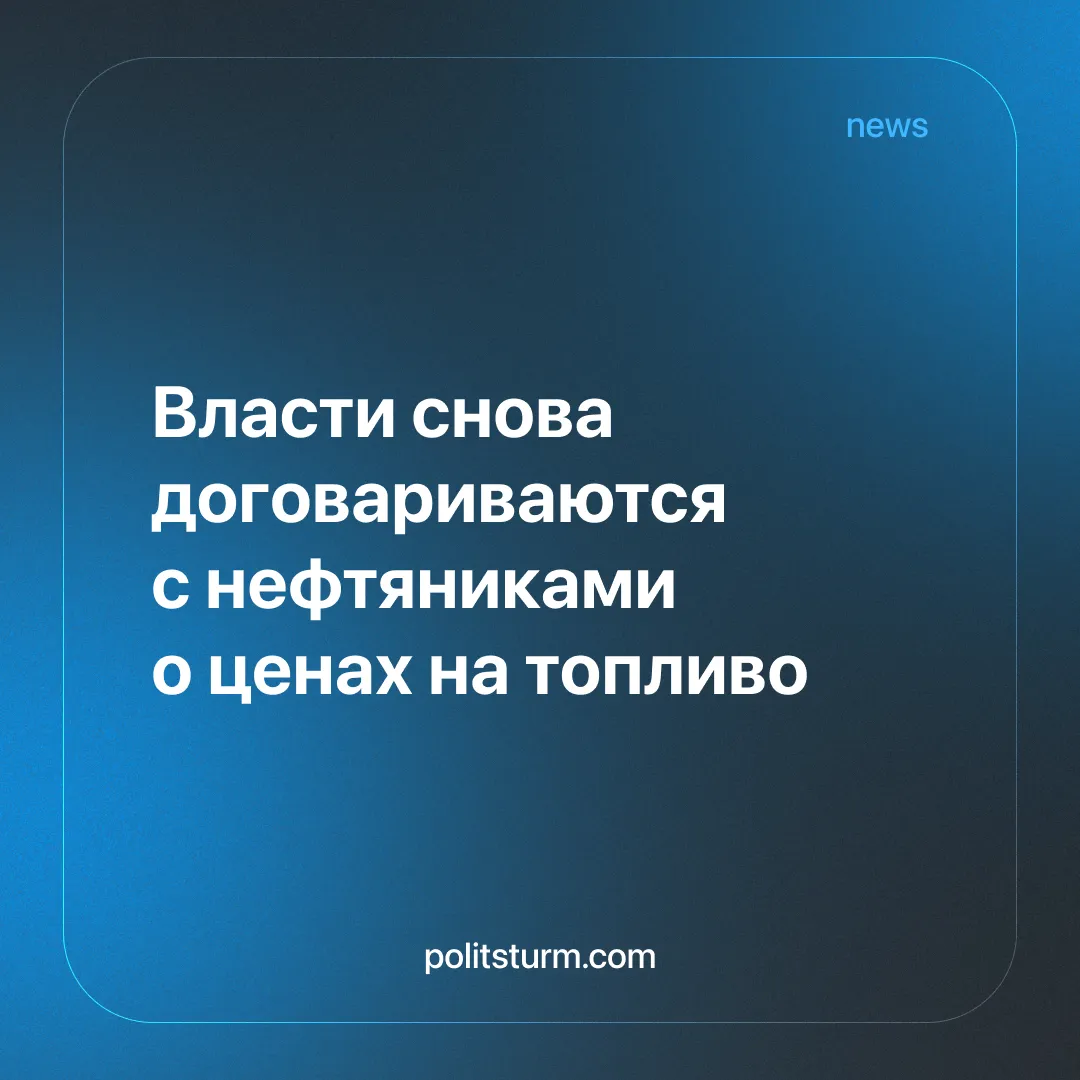 news
Власти снова
договариваются
с нефтяниками
о ценах на топливо
politsturm.com